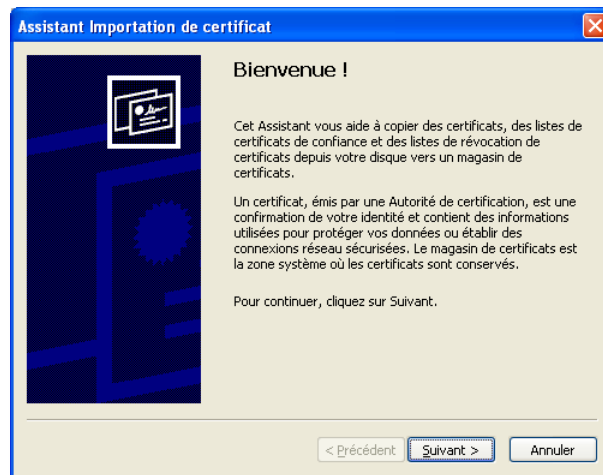 Assistant Importation de certificat
Bienvenue !
Cet Assistant vous aide à copier des certificats, des listes de
certificats de confiance et des listes de révocation de
certificats depuis votre disque vers un magasin de
certificats.
Un certificat, émis par une Autorité de certification, est une
confirmation de votre identité et contient des informations
utilisées pour protéger vos données ou établir des
connexions réseau sécurisées. Le magasin de certificats est
la zone système où les certificats sont conservés.
Pour continuer, cliquez sur Suivant.
< Précédent Suivant > Annuler